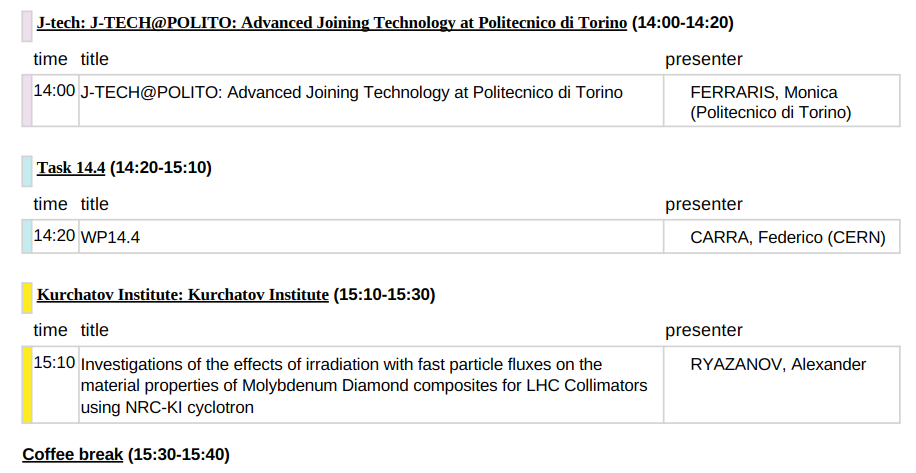 J-tech: J-TECH@POLITO: Advanced Joining Technology at Politecnico di Torino (14:00-14:20)
time title presenter
14:00 J-TECH@POLITO: Advanced Joining Technology at Politecnico di Torino FERRARIS, Monica
(Politecnico di Torino)
Task 14.4 (14:20-15:10)
time title presenter
14:20 WP14.4 CARRA, Federico (CERN)
Kurchatov Institute: Kurchatov Institute (15:10-15:30)
time title presenter
15:10 Investigations of the effects of irradiation with fast particle fluxes on the RYAZANOV, Alexander
material properties of Molybdenum Diamond composites for LHC Collimators
using NRC-KI cyclotron
Coffee break (15:30-15:40)